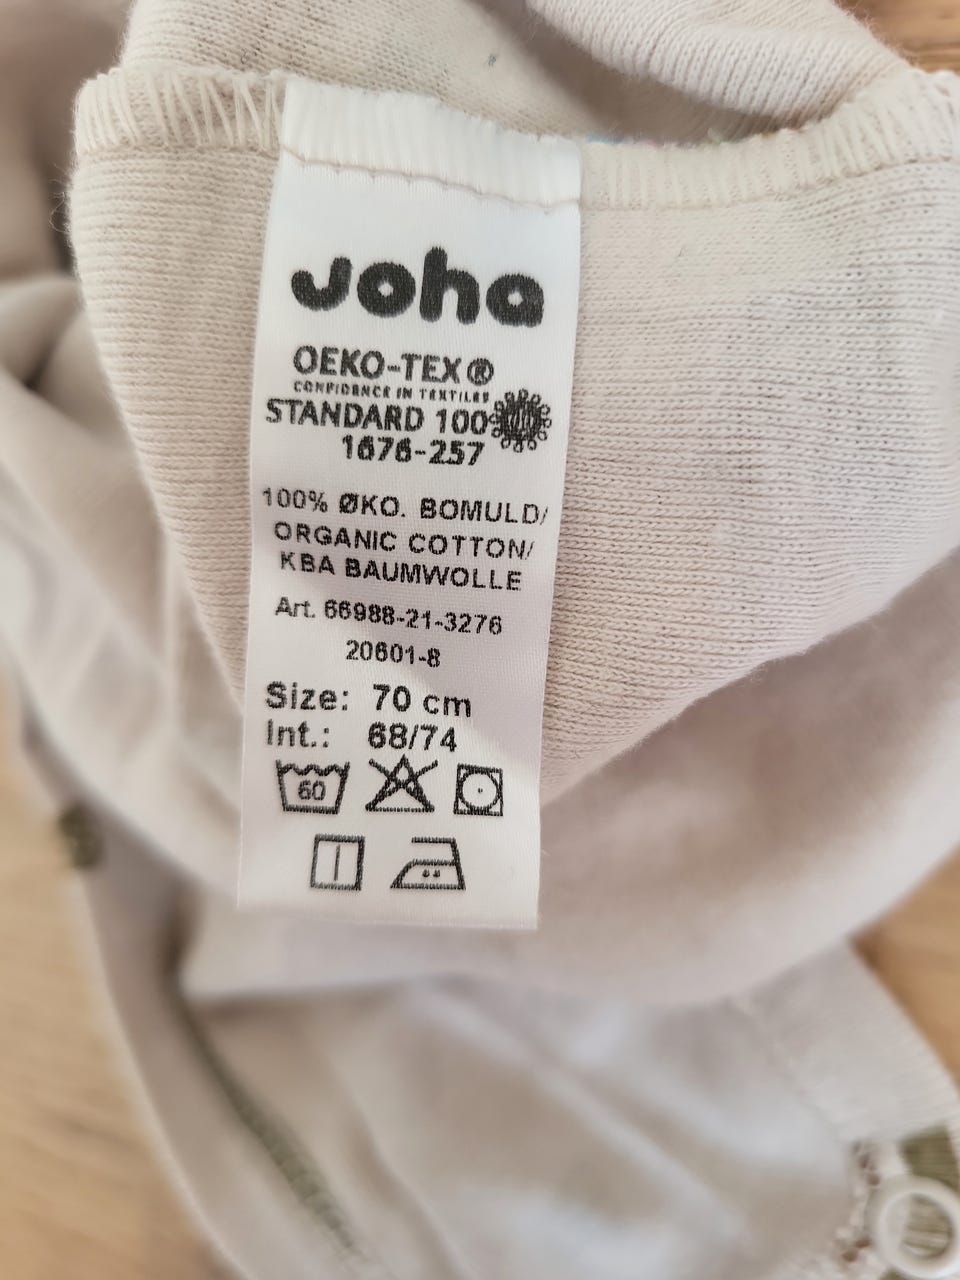 Joha
OEKO-TEX®
CONFIDENCE IN TEXTILES
STANDARD 100
1676-257
100% ØKO. BOMULD/
ORGANIC COTTON/
KBA BAUMWOLLE
Art. 66988-21-3276
20601-8
Size: 70 cm
Int.: 68/74
60